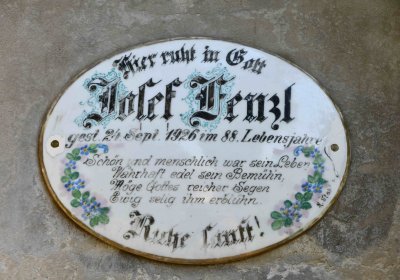 Hier ruht in Gott
Josef Fenzl
gest. 24. Sept. 1926 im 88. Lebensjahre
Schön und menschlich war sein Leben
Wahrhaft edel sein Bemühn,
Möge Gottes reicher Segen
Ewig selig ihm erblühn.
Ruhe sanft!